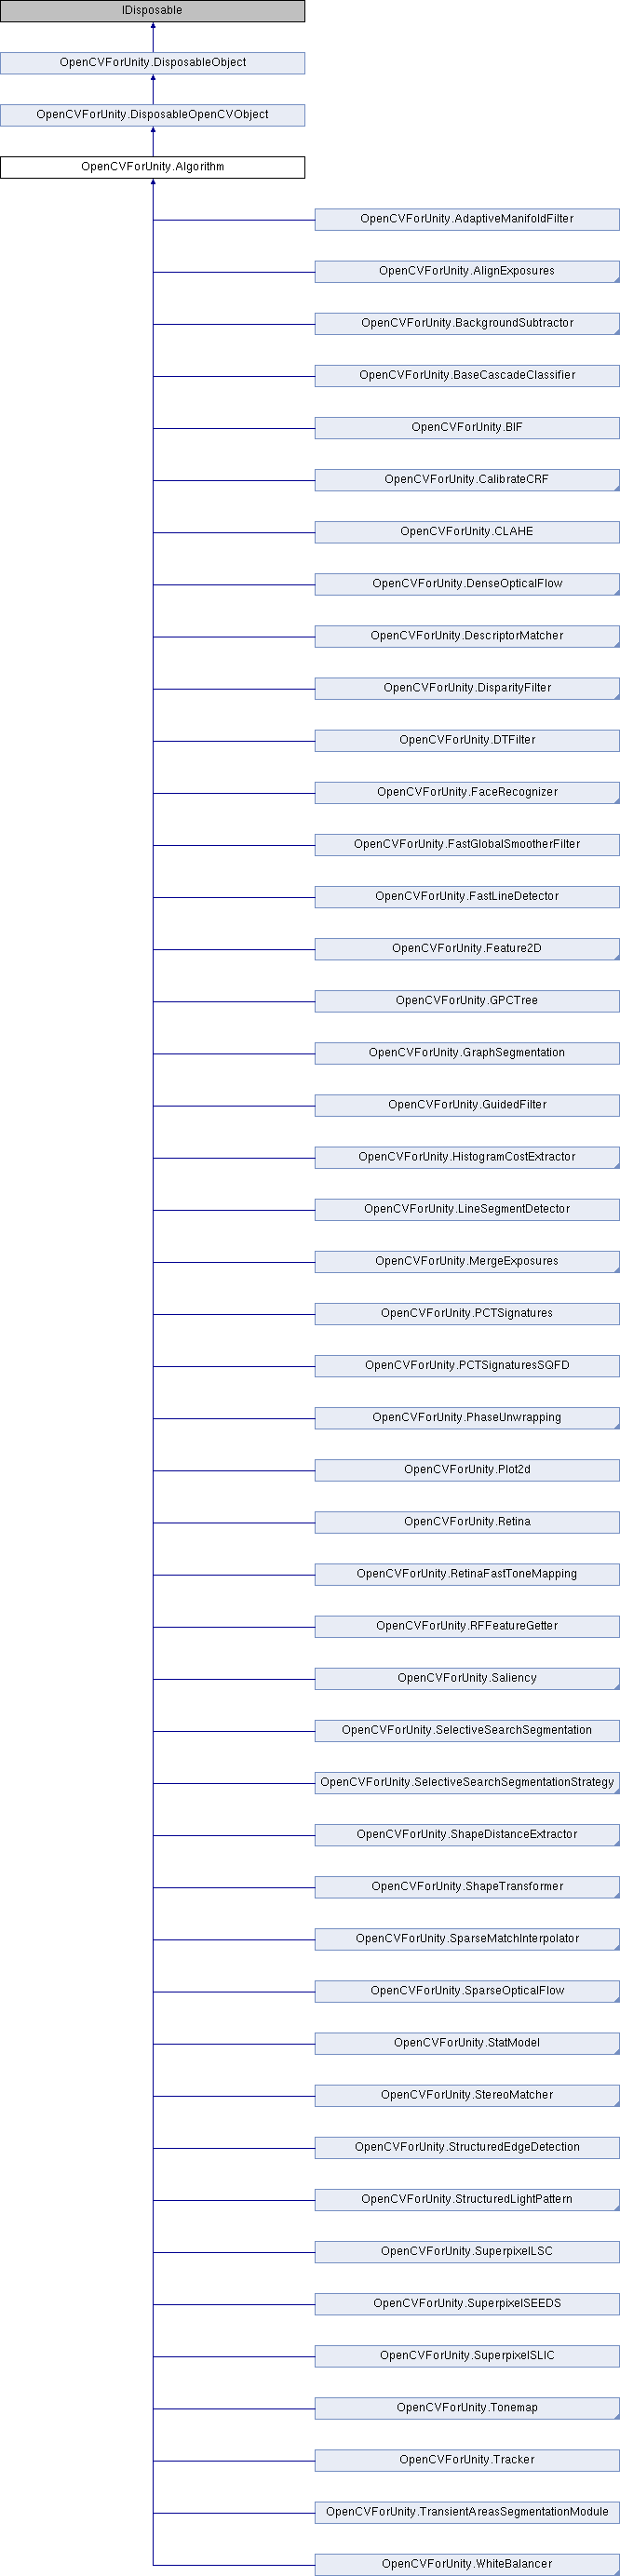 IDisposable
OpenCVForUnity.DisposableObject
OpenCVForUnity.DisposableOpenCVObject
OpenCVForUnity.Algorithm
OpenCVForUnity.AdaptiveManifoldFilter
OpenCVForUnity.AlignExposures
OpenCVForUnity.BackgroundSubtractor
OpenCVForUnity.BaseCascadeClassifier
OpenCVForUnity.BIF
OpenCVForUnity.CalibrateCRF
OpenCVForUnity.CLAHE
OpenCVForUnity.DenseOpticalFlow
OpenCVForUnity.DescriptorMatcher
OpenCVForUnity.DisparityFilter
OpenCVForUnity.DTFilter
OpenCVForUnity.FaceRecognizer
OpenCVForUnity.FastGlobalSmootherFilter
OpenCVForUnity.FastLineDetector
OpenCVForUnity.Feature2D
OpenCVForUnity.GPCTree
OpenCVForUnity.GraphSegmentation
OpenCVForUnity.GuidedFilter
OpenCVForUnity.HistogramCostExtractor
OpenCVForUnity.LineSegmentDetector
OpenCVForUnity.MergeExposures
OpenCVForUnity.PCTSignatures
OpenCVForUnity.PCTSignaturesSQFD
OpenCVForUnity.PhaseUnwrapping
OpenCVForUnity.Plot2d
OpenCVForUnity.Retina
OpenCVForUnity.RetinaFastToneMapping
OpenCVForUnity.RFFeatureGetter
OpenCVForUnity.Saliency
OpenCVForUnity.SelectiveSearchSegmentation
OpenCVForUnity.SelectiveSearchSegmentationStrategy
OpenCVForUnity.ShapeDistanceExtractor
OpenCVForUnity.ShapeTransformer
OpenCVForUnity.SparseMatchInterpolator
OpenCVForUnity.SparseOpticalFlow
OpenCVForUnity.StatModel
OpenCVForUnity.StereoMatcher
OpenCVForUnity.StructuredEdgeDetection
OpenCVForUnity.StructuredLightPattern
OpenCVForUnity.SuperpixelLSC
OpenCVForUnity.SuperpixelSEEDS
OpenCVForUnity.SuperpixelSLIC
OpenCVForUnity.Tonemap
OpenCVForUnity.Tracker
OpenCVForUnity.TransientAreasSegmentationModule
OpenCVForUnity.WhiteBalancer